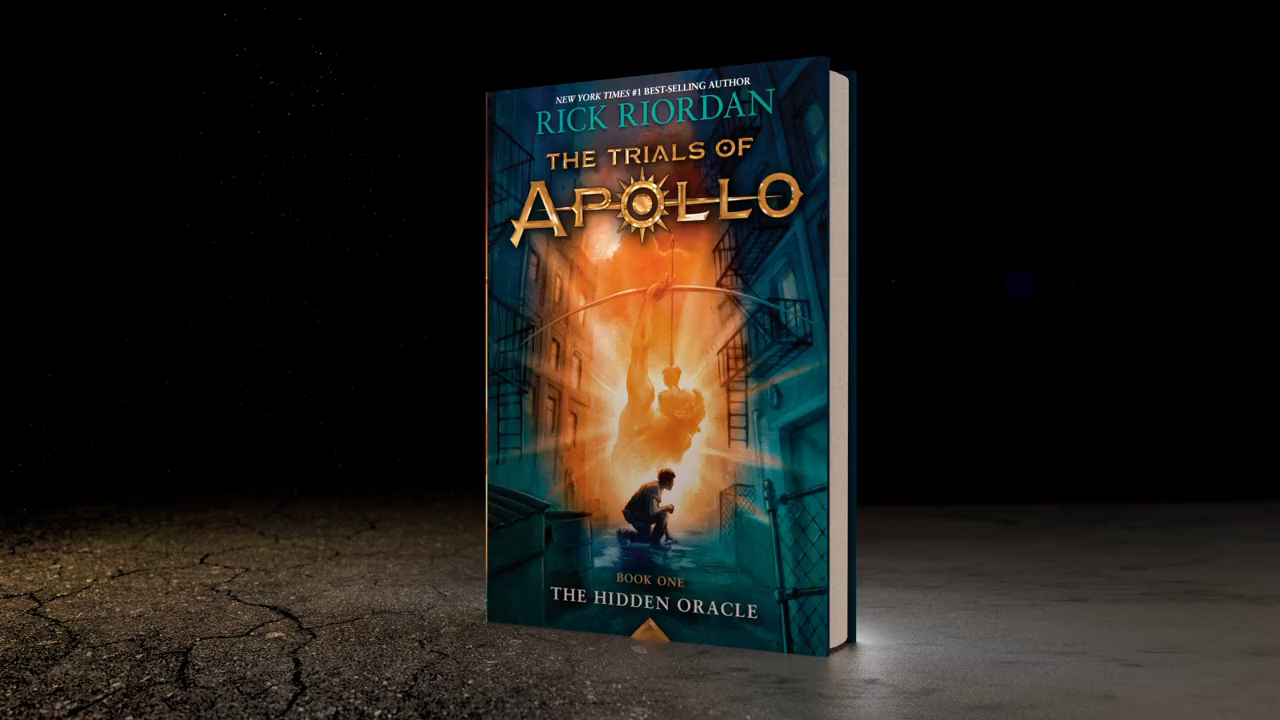 NEW YORK TIMES #1 BEST-SELLING AUTHOR
RICK RIORDAN
THE TRIALS OF
APOLLO
BOOK ONE
THE HIDDEN ORACLE